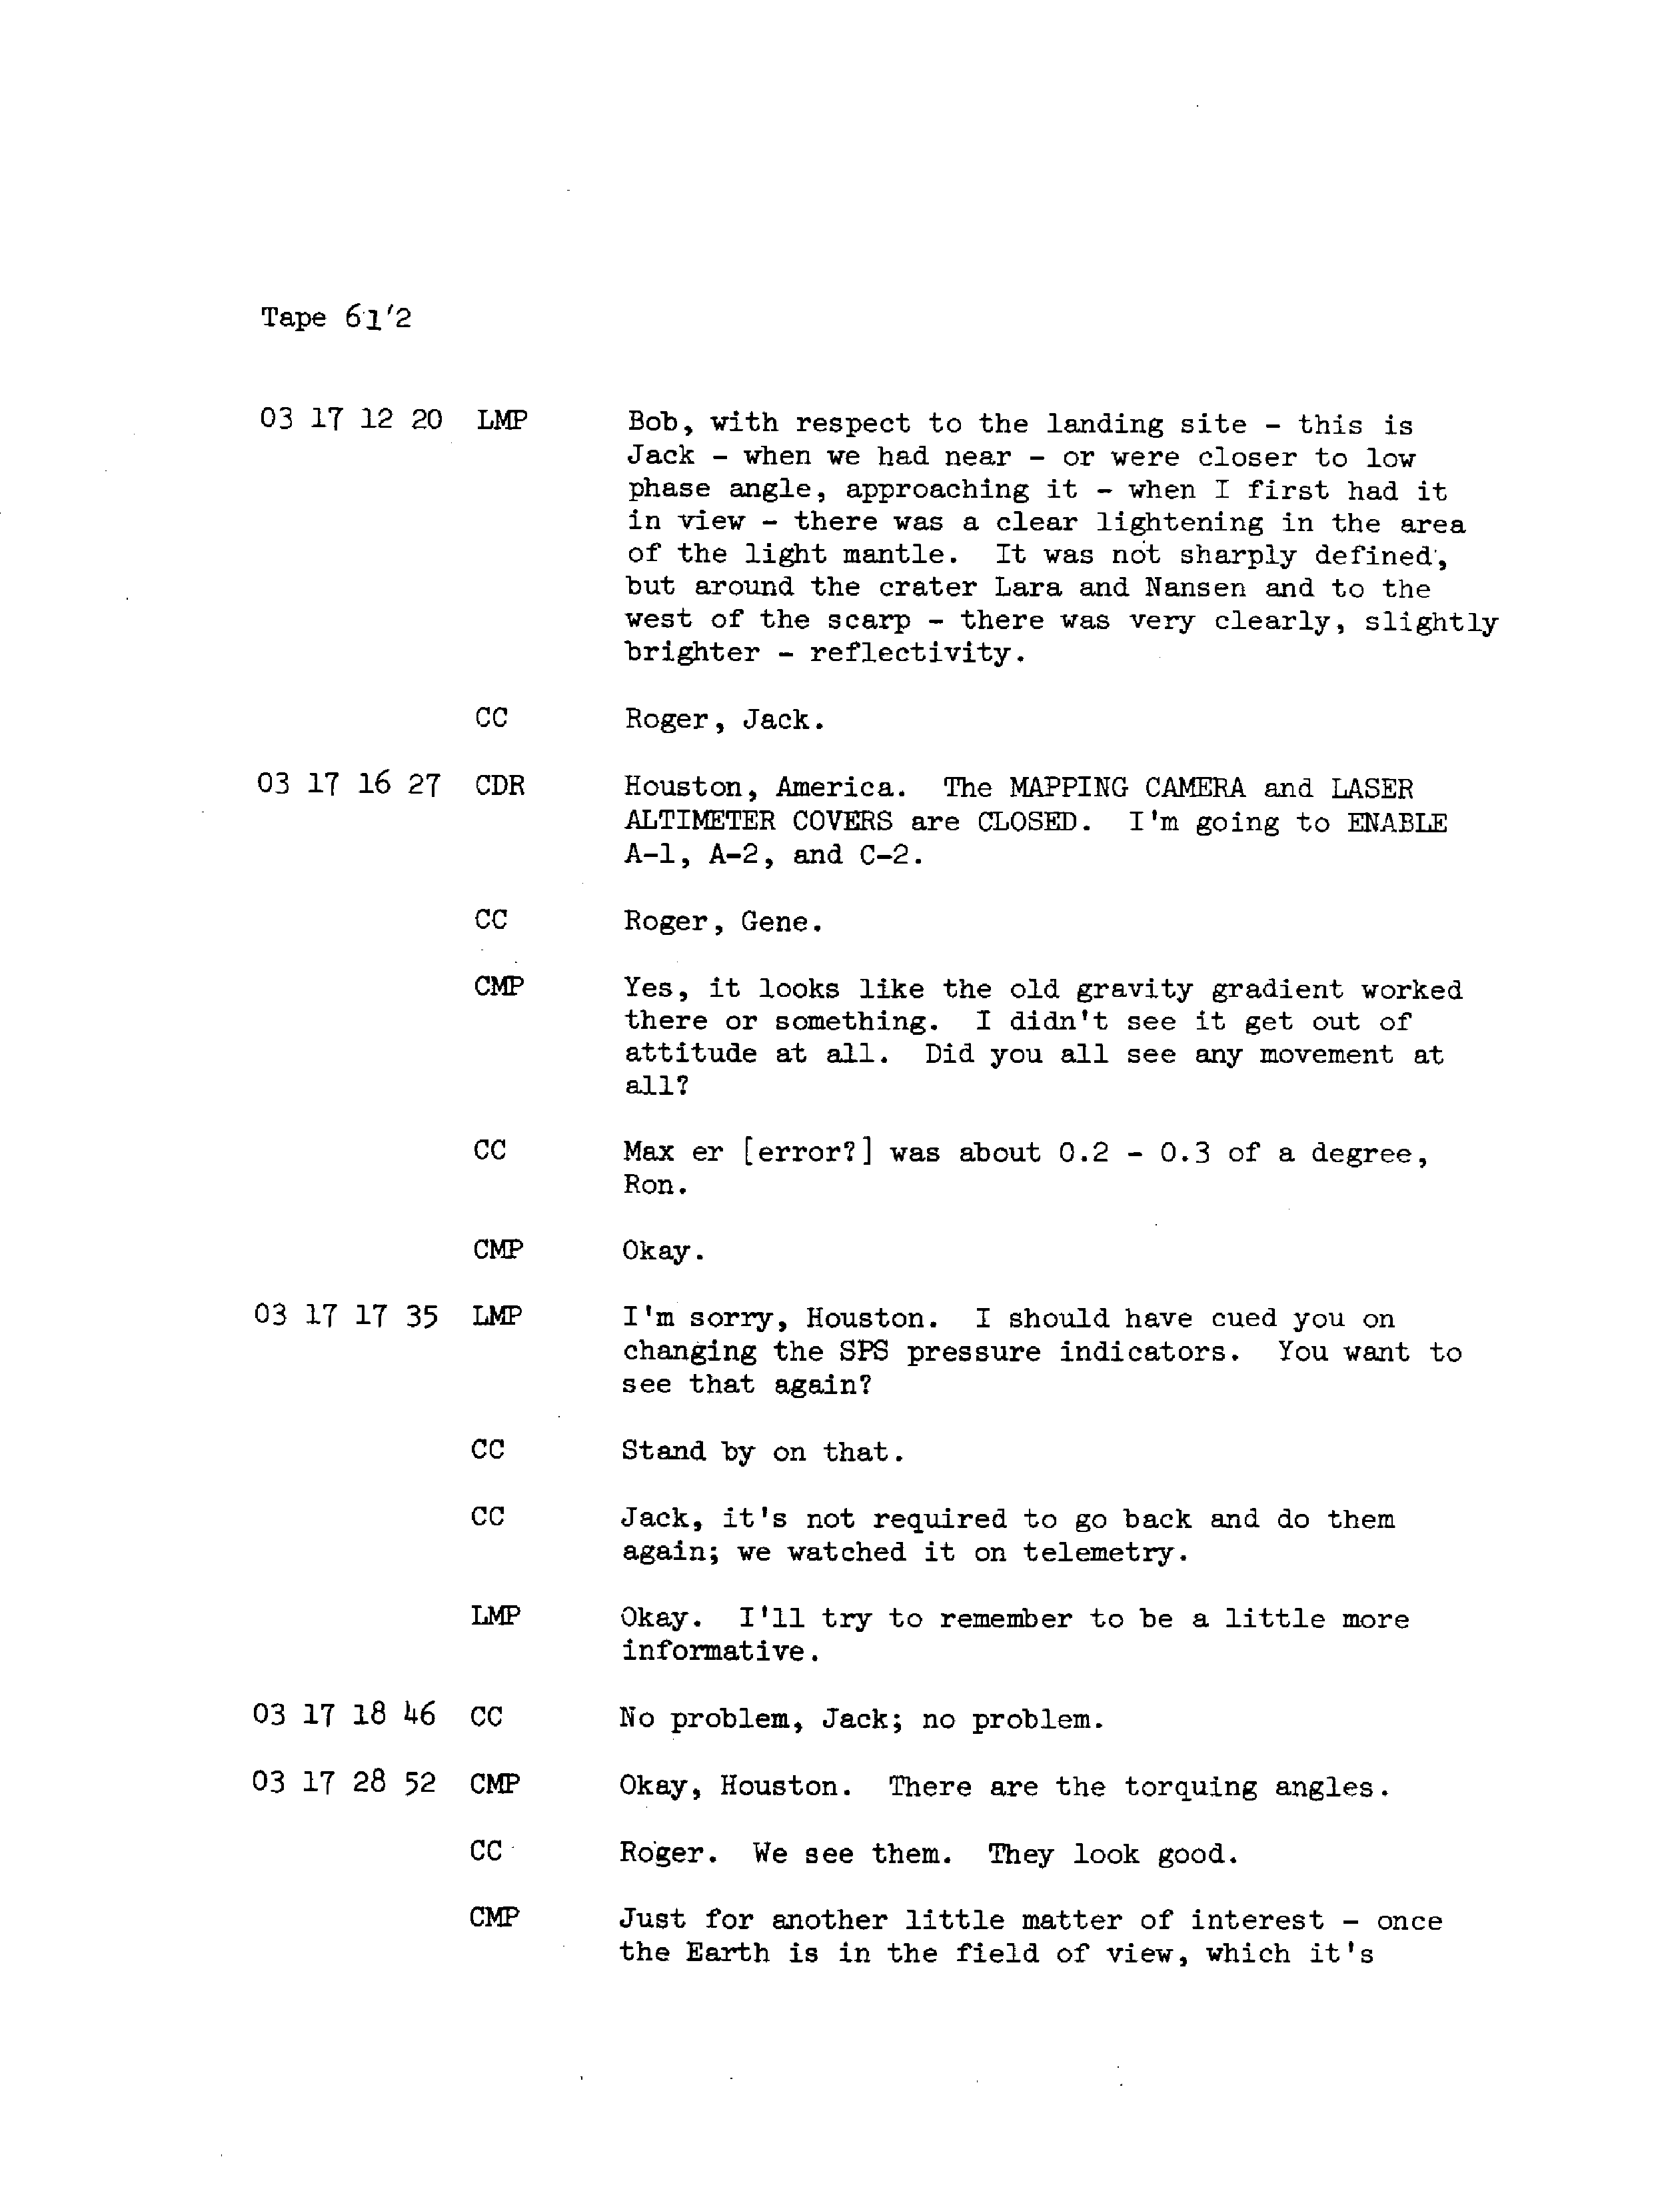 Tape 61'2
03 17 12 20 LMP Bob, with respect to the landing site - this is
Jack - when we had near - or were closer to low
phase angle, approaching it - when I first had it
in view - there was a clear lightening in the area
of the light mantle. It was not sharply defined,
but around the crater Lara and Nansen and to the
west of the scarp - there was very clearly, slightly
brighter - reflectivity.
CC Roger, Jack.
03 17 16 27 CDR Houston, America. The MAPPING CAMERA and LASER
ALTIMETER COVERS are CLOSED. I'm going to ENABLE
A-1, A-2, and C-2.
CC Roger, Gene.
CMP Yes, it looks like the old gravity gradient worked
there or something. I didn't see it get out of
attitude at all. Did you all see any movement at
all?
CC Max er [error?] was about 0.2 - 0.3 of a degree,
Ron.
CMP Okay.
03 17 17 35 LMP I'm sorry, Houston. I should have cued you on
changing the SPS pressure indicators. You want to
see that again?
CC Stand by on that.
CC Jack, it's not required to go back and do them
again; we watched it on telemetry.
LMP Okay. I'll try to remember to be a little more
informative.
03 17 18 46 CC No problem, Jack; no problem.
03 17 28 52 CMP Okay, Houston. There are the torquing angles.
CC Roger. We see them. They look good.
CMP Just for another little matter of interest - once
the Earth is in the field of view, which it's